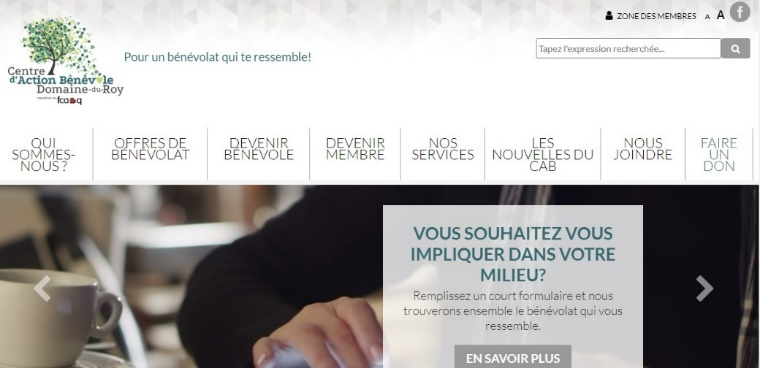 ZONE DES MEMBRES A A f
Tapez l'expression recherchée...
Centre
d'Action Bénévole
Domaine-du-Roy
Pour un bénévolat qui te ressemble!
QUI
SOMMES-
NOUS ?
OFFRES DE
BÉNÉVOLAT
DEVENIR
BÉNÉVOLE
DEVENIR
MEMBRE
NOS
SERVICES
LES
NOUVELLES DU
CAB
NOUS
JOINDRE
FAIRE
UN
DON
VOUS SOUHAITEZ VOUS
IMPLIQUER DANS VOTRE
MILIEU?
Remplissez un court formulaire et nous
trouverons ensemble le bénévolat qui vous
ressemble.
EN SAVOIR PLUS